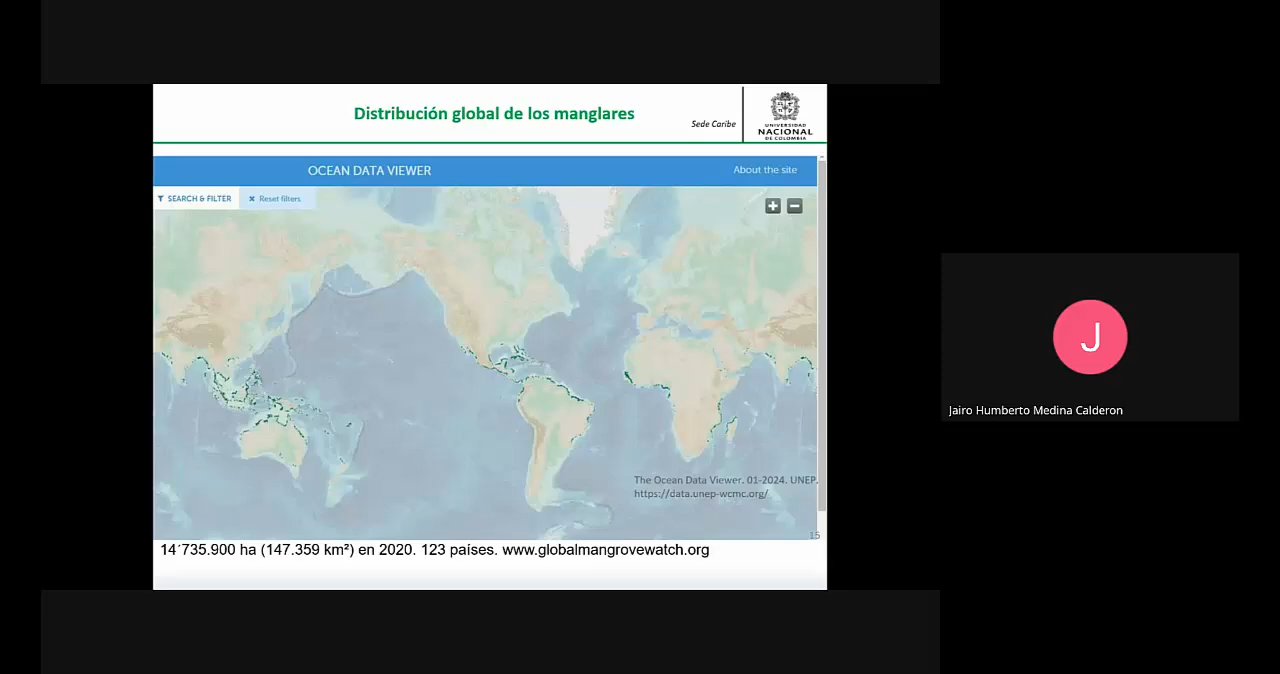 Distribución global de los manglares
Sede Caribe
UNIVERSIDAD
NACIONAL
DE COLOMBIA
OCEAN DATA VIEWER
About the site
SEARCH & FILTER
✖ Reset filters
+ −
The Ocean Data Viewer. 01-2024. UNEP.
https://data.unep-wcmc.org/
15
14´735.900 ha (147.359 km²) en 2020. 123 países. www.globalmangrovewatch.org
J
Jairo Humberto Medina Calderon